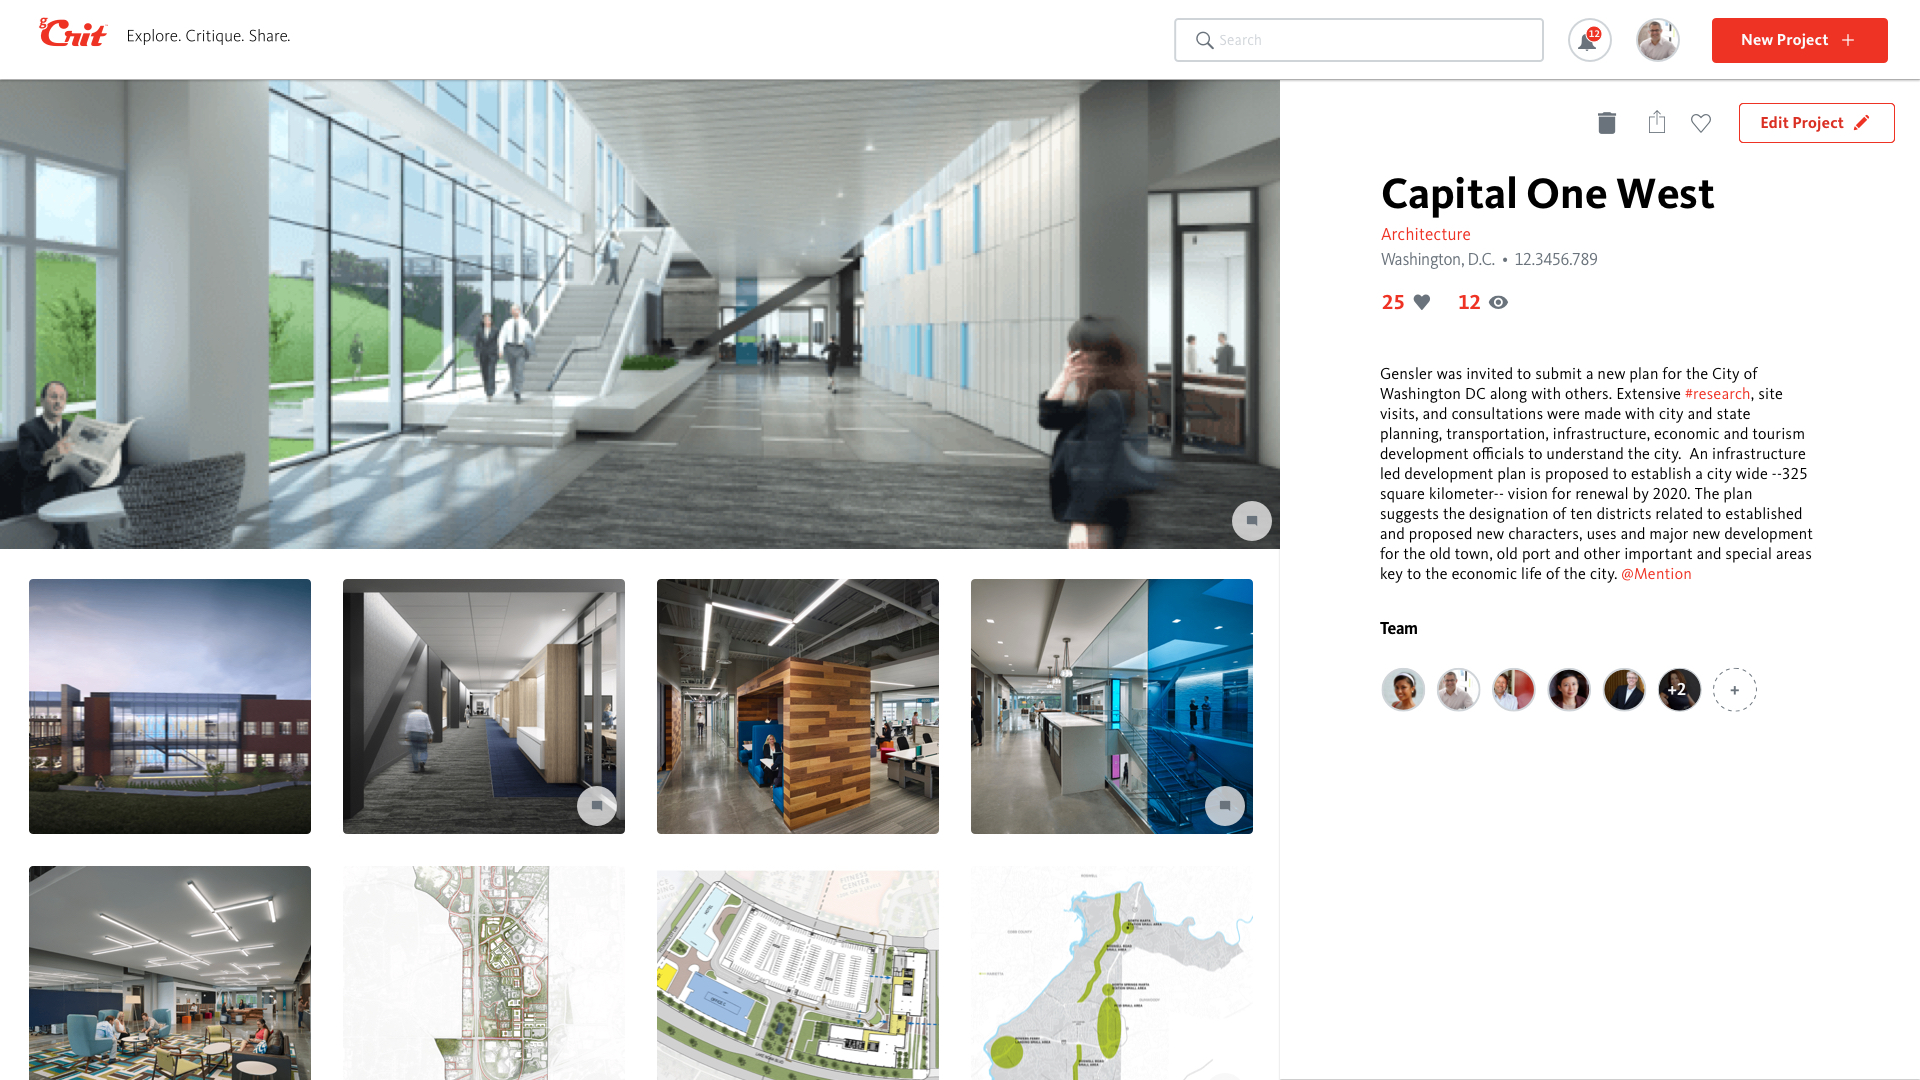 gCrit
Explore. Critique. Share.
Search
12
New Project +
Edit Project
Capital One West
Architecture
Washington, D.C. • 12.3456.789
25
12
Gensler was invited to submit a new plan for the City of
Washington DC along with others. Extensive #research, site
visits, and consultations were made with city and state
planning, transportation, infrastructure, economic and tourism
development officials to understand the city.  An infrastructure
led development plan is proposed to establish a city wide --325
square kilometer-- vision for renewal by 2020. The plan
suggests the designation of ten districts related to established
and proposed new characters, uses and major new development
for the old town, old port and other important and special areas
key to the economic life of the city. @Mention
Team
+2
+
FITNESS
CENTER